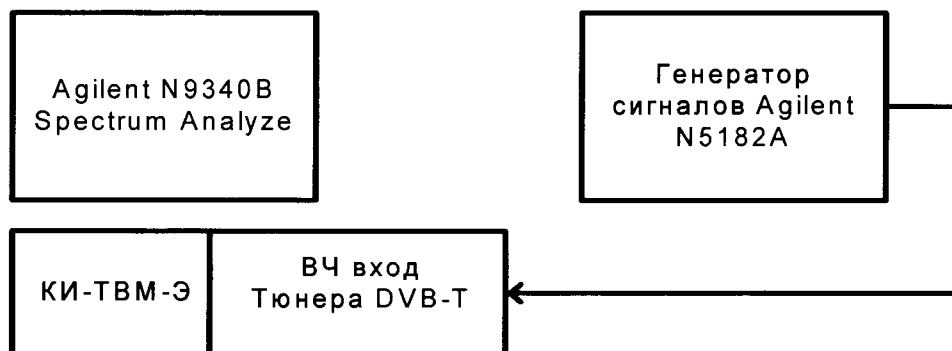 Agilent N9340B
Spectrum Analyze
Генератор
сигналов Agilent
N5182A
КИ-ТВМ-Э
ВЧ вход
Тюнера DVB-T